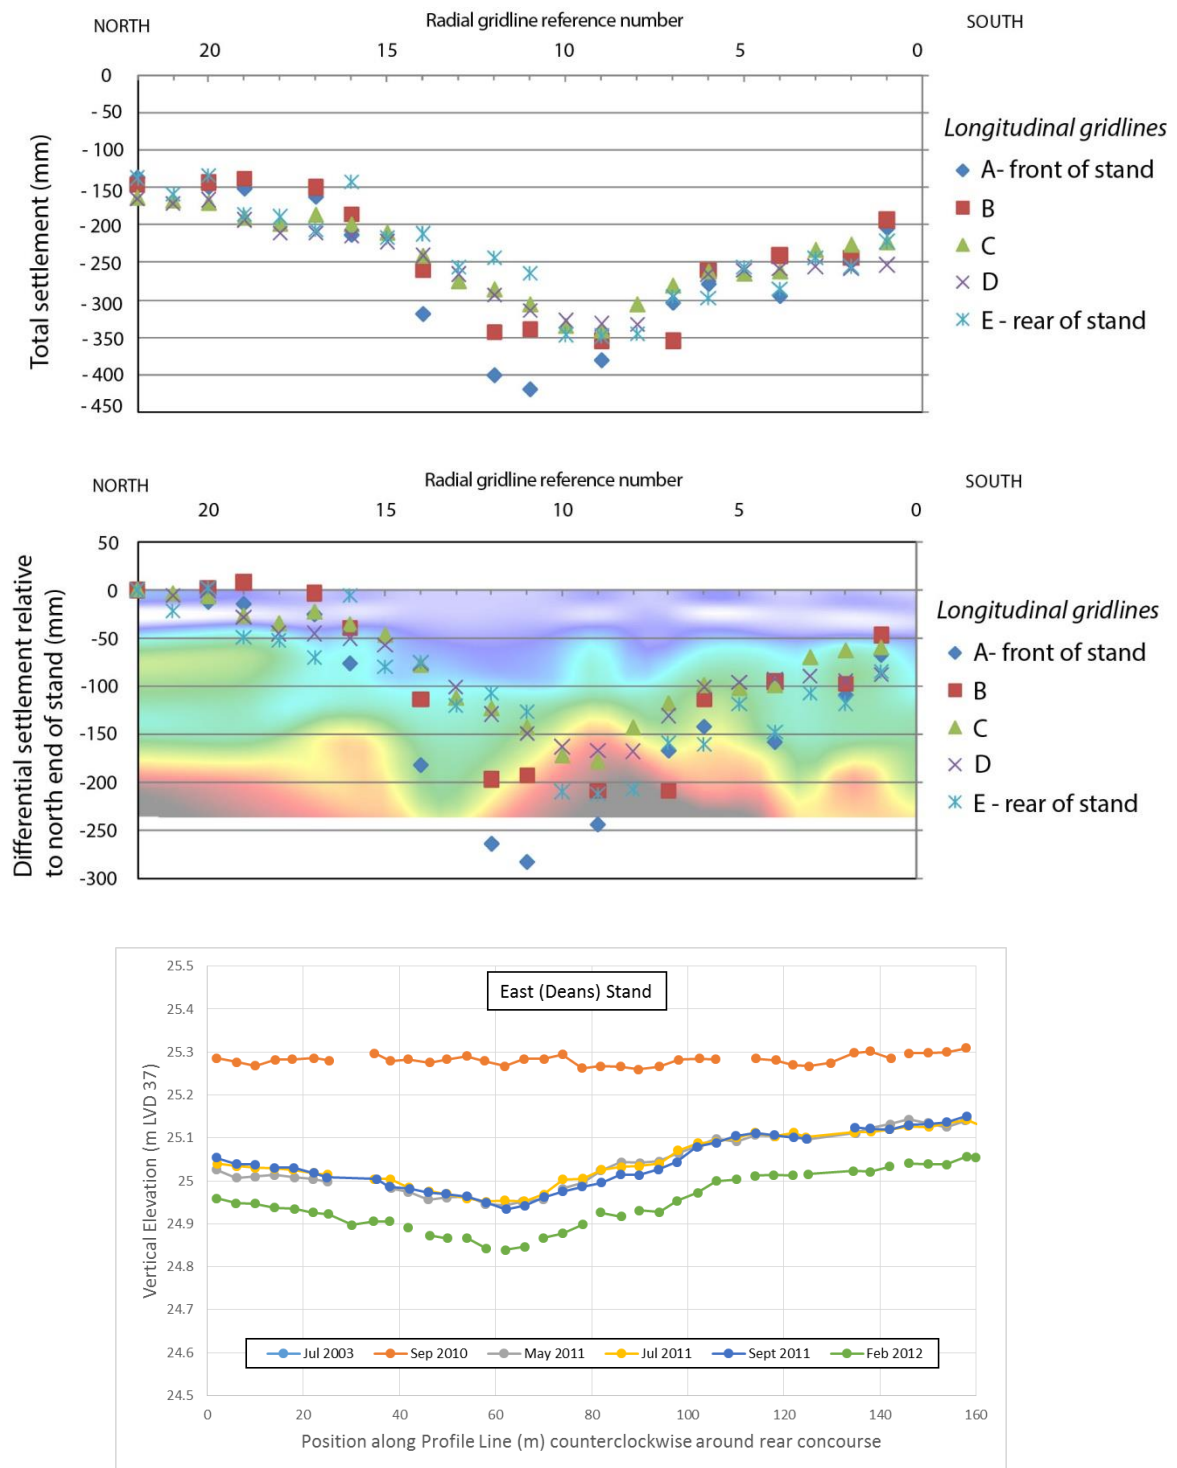 NORTH
Radial gridline reference number
SOUTH
20 15 10 5 0
Total settlement (mm)
0
- 50
- 100
- 150
- 200
- 250
- 300
- 350
- 400
- 450
Longitudinal gridlines
A- front of stand
B
C
D
E - rear of stand
NORTH
Radial gridline reference number
SOUTH
20 15 10 5 0
Differential settlement relative
to north end of stand (mm)
50
0
-50
-100
-150
-200
-250
-300
Longitudinal gridlines
A- front of stand
B
C
D
E - rear of stand
East (Deans) Stand
Vertical Elevation (m LVD 37)
25.5
25.4
25.3
25.2
25.1
25
24.9
24.8
24.7
24.6
24.5
Jul 2003 Sep 2010 May 2011 Jul 2011 Sept 2011 Feb 2012
0 20 40 60 80 100 120 140 160
Position along Profile Line (m) counterclockwise around rear concourse